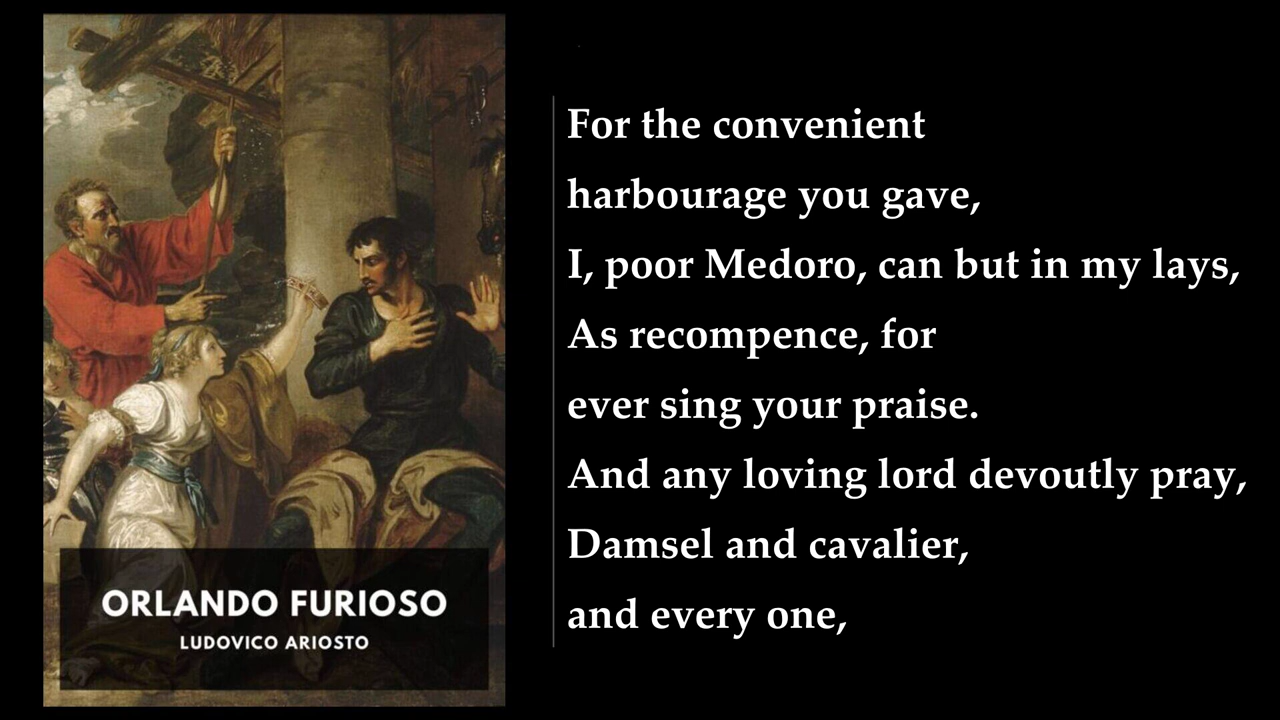 ORLANDO FURIOSO
LUDOVICO ARIOSTO
For the convenient
harbourage you gave,
I, poor Medoro, can but in my lays,
As recompence, for
ever sing your praise.
And any loving lord devoutly pray,
Damsel and cavalier,
and every one,